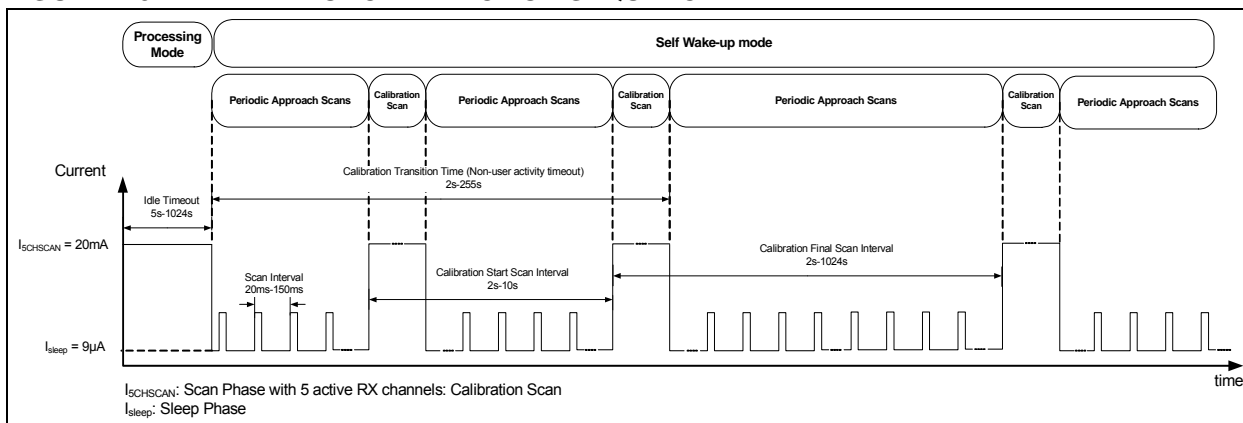 Processing Mode
Self Wake-up mode
Periodic Approach Scans
Calibration Scan
Periodic Approach Scans
Calibration Scan
Periodic Approach Scans
Calibration Scan
Periodic Approach Scans
Current
Calibration Transition Time (Non-user activity timeout)
2s-255s
Idle Timeout
5s-1024s
I5CHSCAN = 20mA
Scan Interval
20ms-150ms
Calibration Start Scan Interval
2s-10s
Calibration Final Scan Interval
2s-1024s
Isleep = 9µA
time
I5CHSCAN: Scan Phase with 5 active RX channels: Calibration Scan
Isleep: Sleep Phase